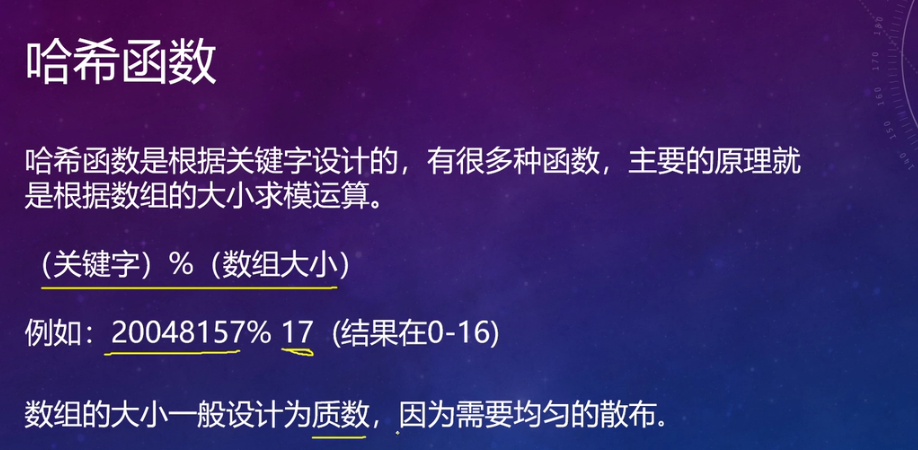 哈希函数
哈希函数是根据关键字设计的，有很多种函数，主要的原理就
是根据数组的大小求模运算。
（关键字）%（数组大小）
例如：20048157% 17  (结果在0-16)
数组的大小一般设计为质数，因为需要均匀的散布。
180
170
160
150